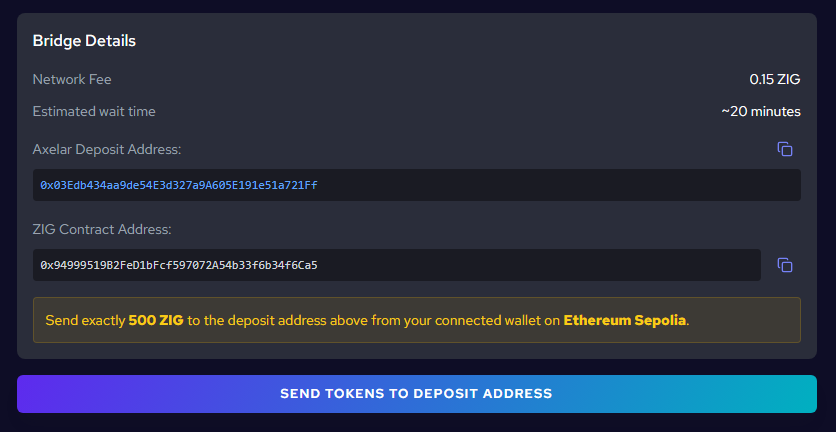 Bridge Details
Network Fee 0.15 ZIG
Estimated wait time ~20 minutes
Axelar Deposit Address:
0x03Edb434aa9de54E3d327a9A605E191e51a721Ff
ZIG Contract Address:
0x94999519B2FeD1bFcf597072A54b33f6b34f6Ca5
Send exactly 500 ZIG to the deposit address above from your connected wallet on Ethereum Sepolia.
SEND TOKENS TO DEPOSIT ADDRESS